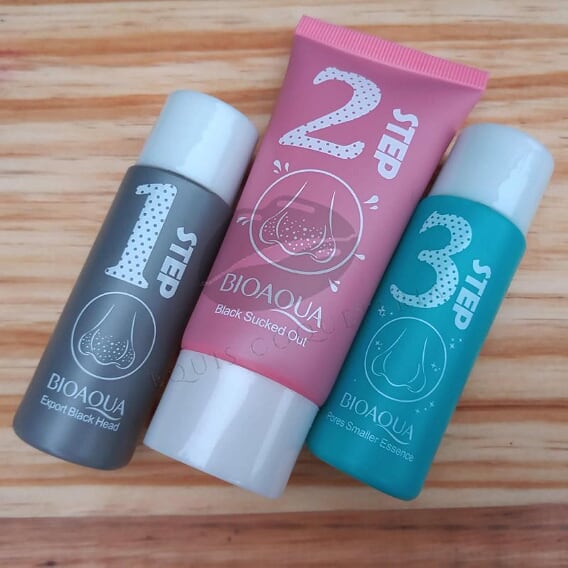 1
STEP
BIOAQUA
Export Black Head
2
STEP
BIOAQUA
Black Sucked Out
3
STEP
BIOAQUA
Pores Smaller Essence